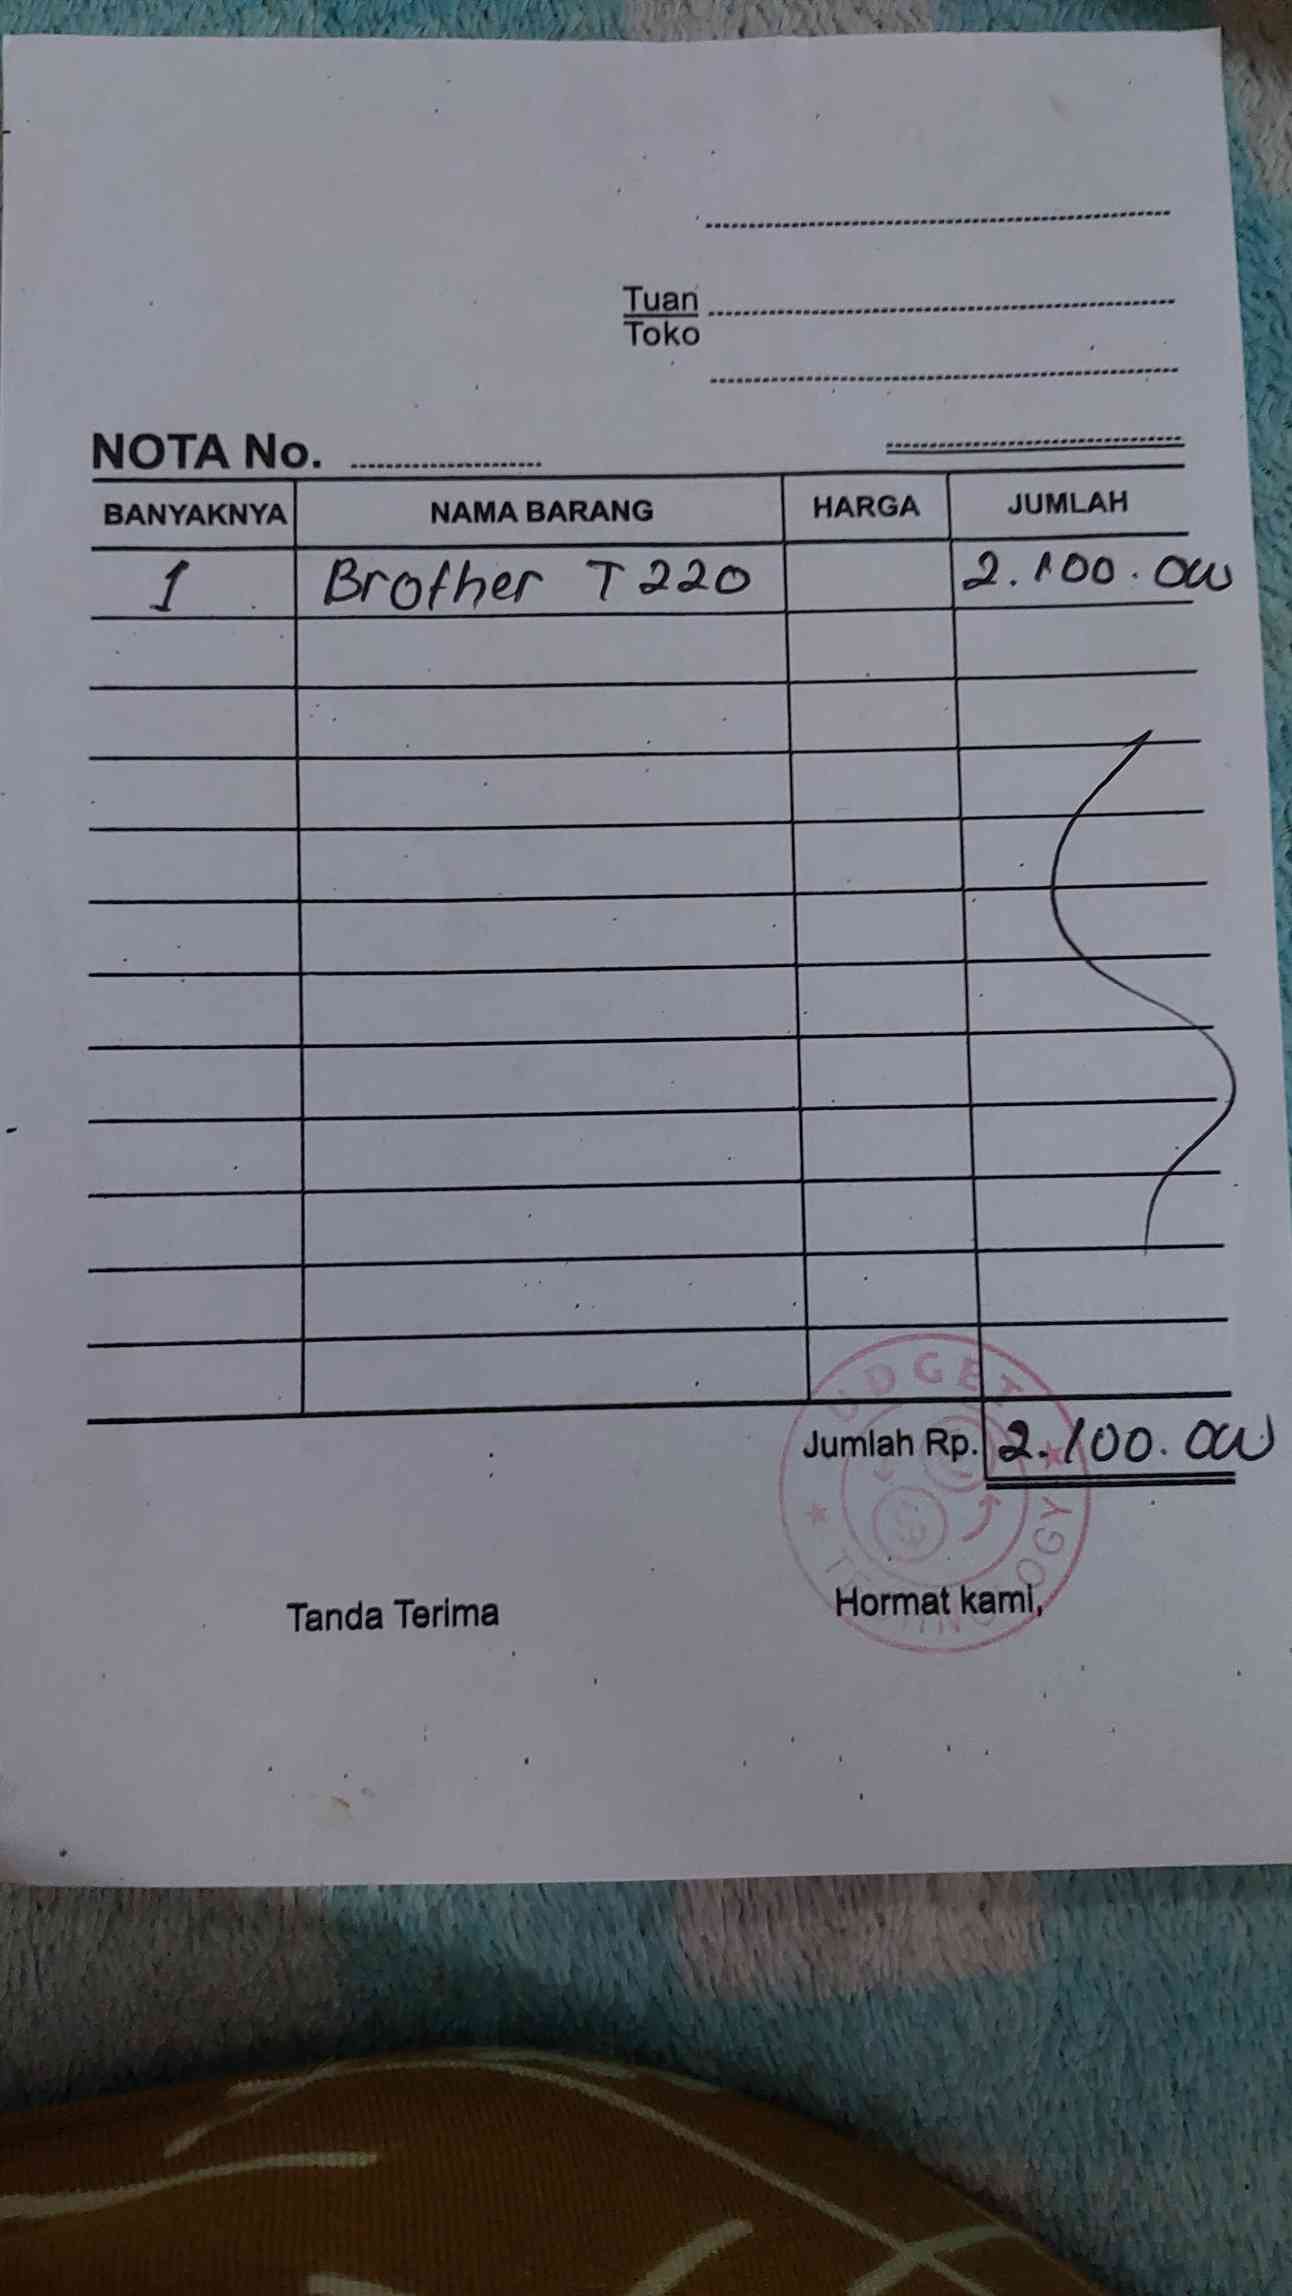 Tuan
Toko
NOTA No. ....................
BANYAKNYA NAMA BARANG HARGA JUMLAH
1 Brother T220 2.100.000
Jumlah Rp. 2.100.000
Tanda Terima Hormat kami,